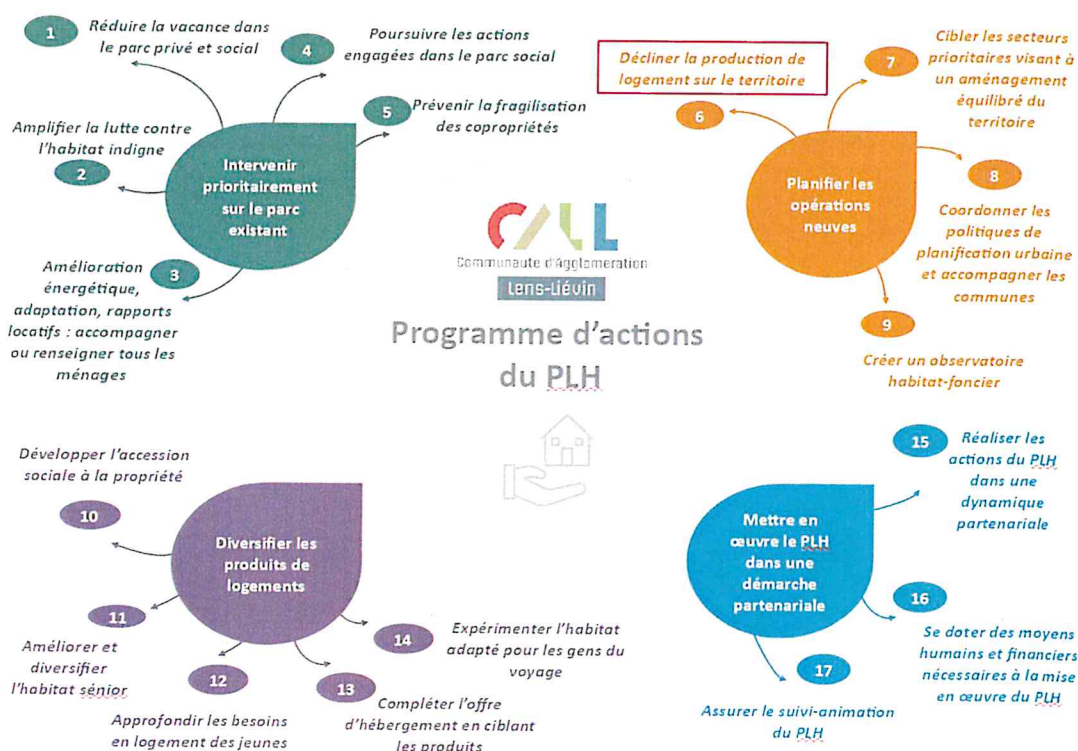 1
Réduire la vacance dans
le parc privé et social
4
Poursuivre les actions
engagées dans le parc social
5
Prévenir la fragilisation
des copropriétés
Amplifier la lutte contre
l'habitat indigne
2
Intervenir
prioritairement
sur le parc
existant
3
Amélioration
énergétique,
adaptation, rapports
locatifs : accompagner
ou renseigner tous les
ménages
Décliner la production de
logement sur le territoire
6
7
Cibler les secteurs
prioritaires visant à
un aménagement
équilibré du
territoire
Planifier les
opérations
neuves
8
Coordonner les
politiques de
planification urbaine
et accompagner les
communes
9
Créer un observatoire
habitat-foncier
CALL
Communauté d'Agglomération
Lens-Liévin
Programme d'actions
du PLH
Développer l'accession
sociale à la propriété
10
Diversifier les
produits de
logements
11
Améliorer et
diversifier
l'habitat sénior
12
Approfondir les besoins
en logement des jeunes
13
Compléter l'offre
d'hébergement en ciblant
les produits
14
Expérimenter l'habitat
adapté pour les gens du
voyage
15
Réaliser les
actions du PLH
dans une
dynamique
partenariale
Mettre en
œuvre le PLH
dans une
démarche
partenariale
16
Se doter des moyens
humains et financiers
nécessaires à la mise
en œuvre du PLH
17
Assurer le suivi-animation
du PLH